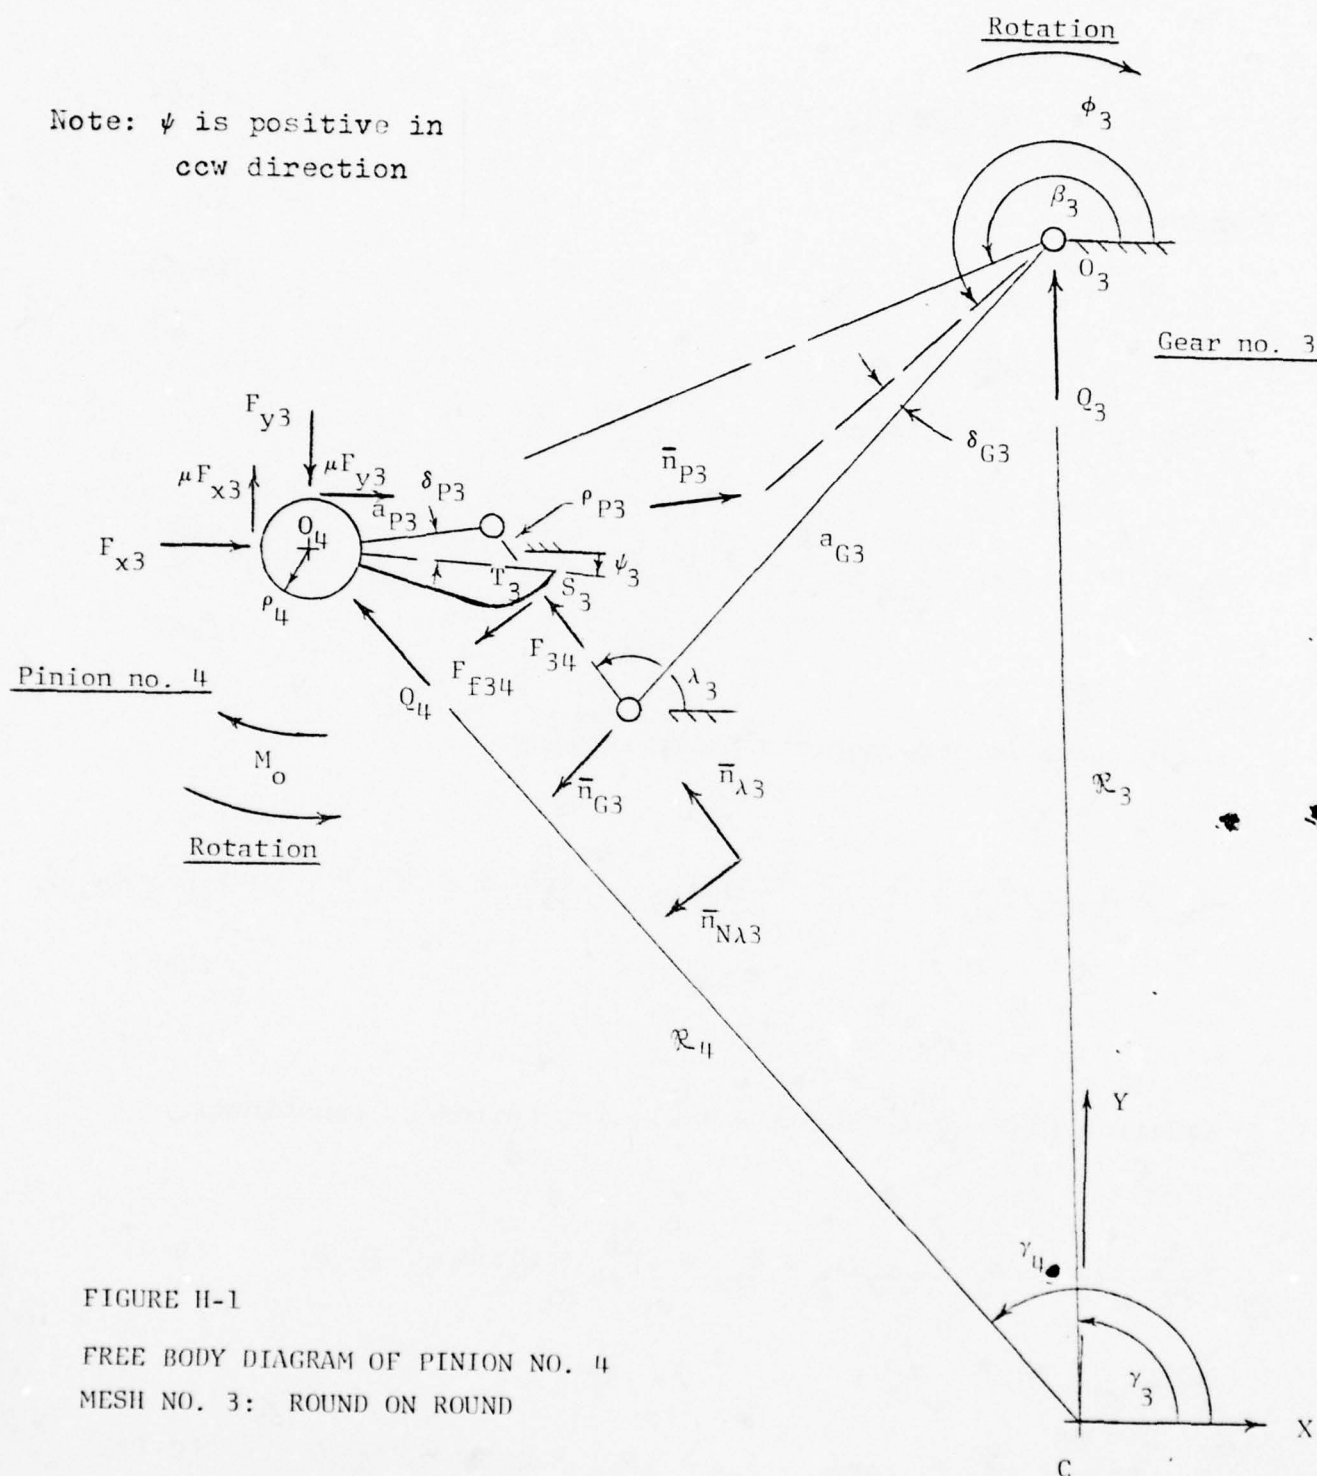 Rotation
ϕ3
Note: ψ is positive in
ccw direction
β3
O3
Gear no. 3
Q3
Fy3
δG3
μFx3
μFy3
δP3
n̄P3
aP3
ρP3
O4
Fx3
aG3
T3
ψ3
S3
ρ4
F34
Ff34
λ3
Pinion no. 4
Q4
Mo
n̄G3
n̄λ3
ℛ3
Rotation
n̄Nλ3
ℛ4
Y
γ4
FIGURE H-1
FREE BODY DIAGRAM OF PINION NO. 4
γ3
MESH NO. 3: ROUND ON ROUND
X
C